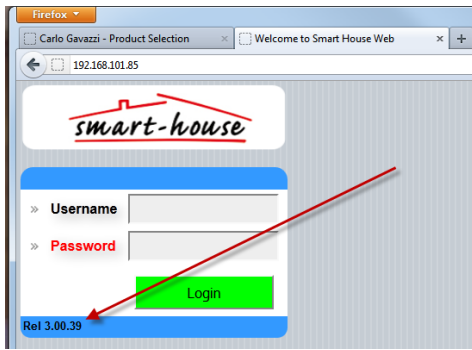 Firefox
Carlo Gavazzi - Product Selection × Welcome to Smart House Web × +
192.168.101.85
smart-house
» Username
» Password
Login
Rel 3.00.39